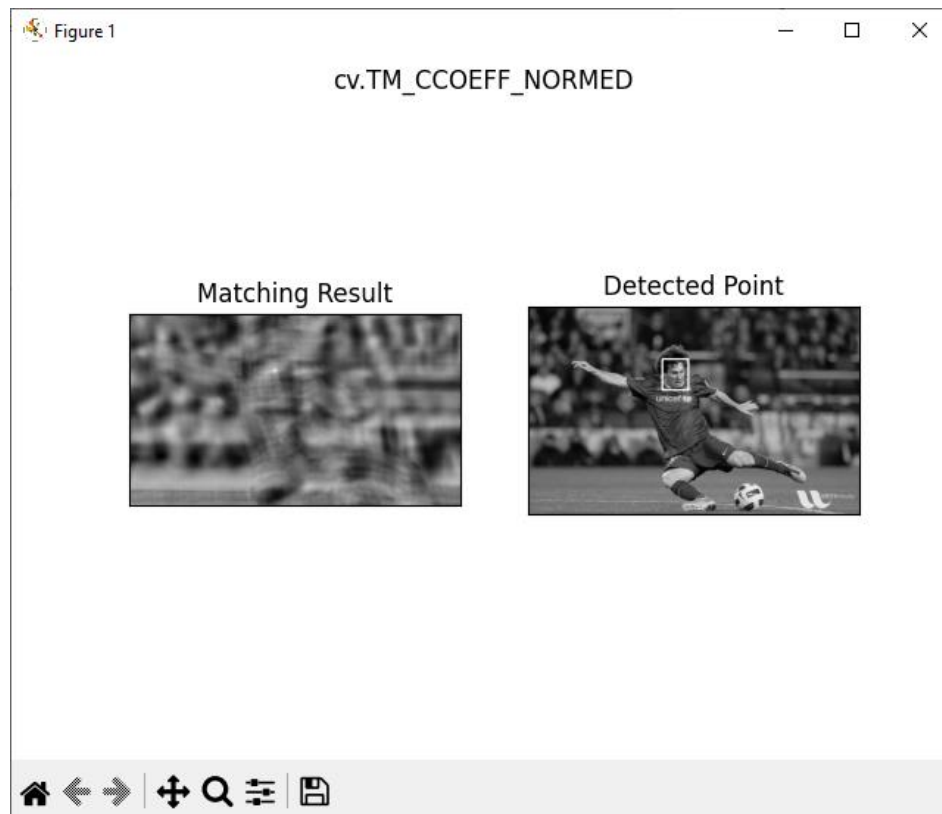 Figure 1
cv.TM_CCOEFF_NORMED
Matching Result
Detected Point
unicef